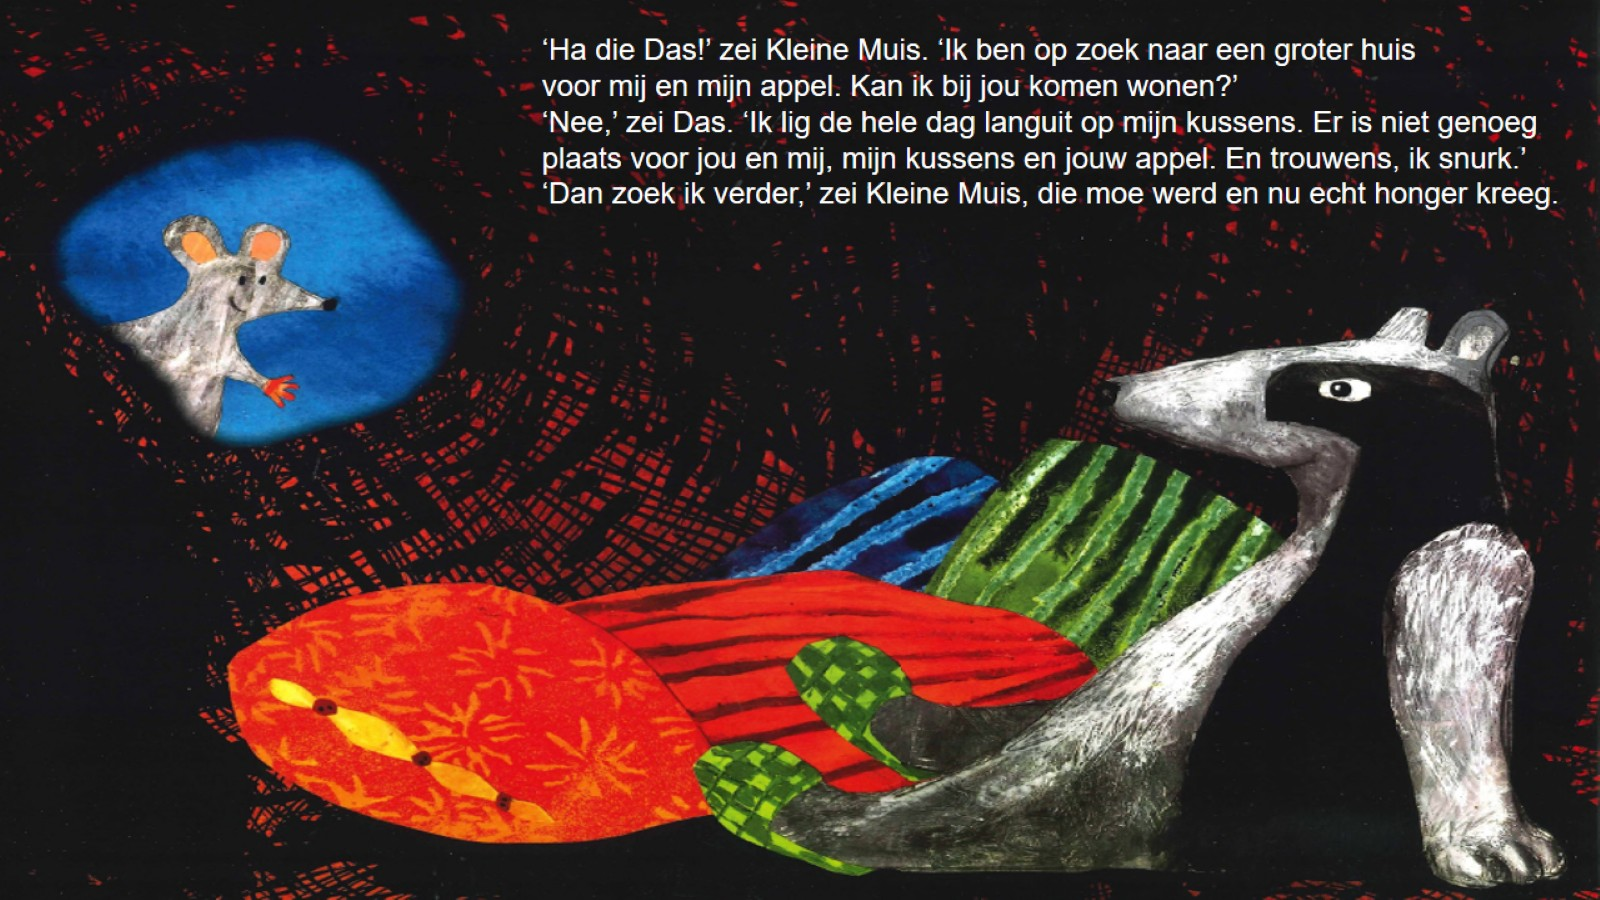 ‘Ha die Das!’ zei Kleine Muis. ‘Ik ben op zoek naar een groter huis
voor mij en mijn appel. Kan ik bij jou komen wonen?’
‘Nee,’ zei Das. ‘Ik lig de hele dag languit op mijn kussens. Er is niet genoeg
plaats voor jou en mij, mijn kussens en jouw appel. En trouwens, ik snurk.’
‘Dan zoek ik verder,’ zei Kleine Muis, die moe werd en nu echt honger kreeg.